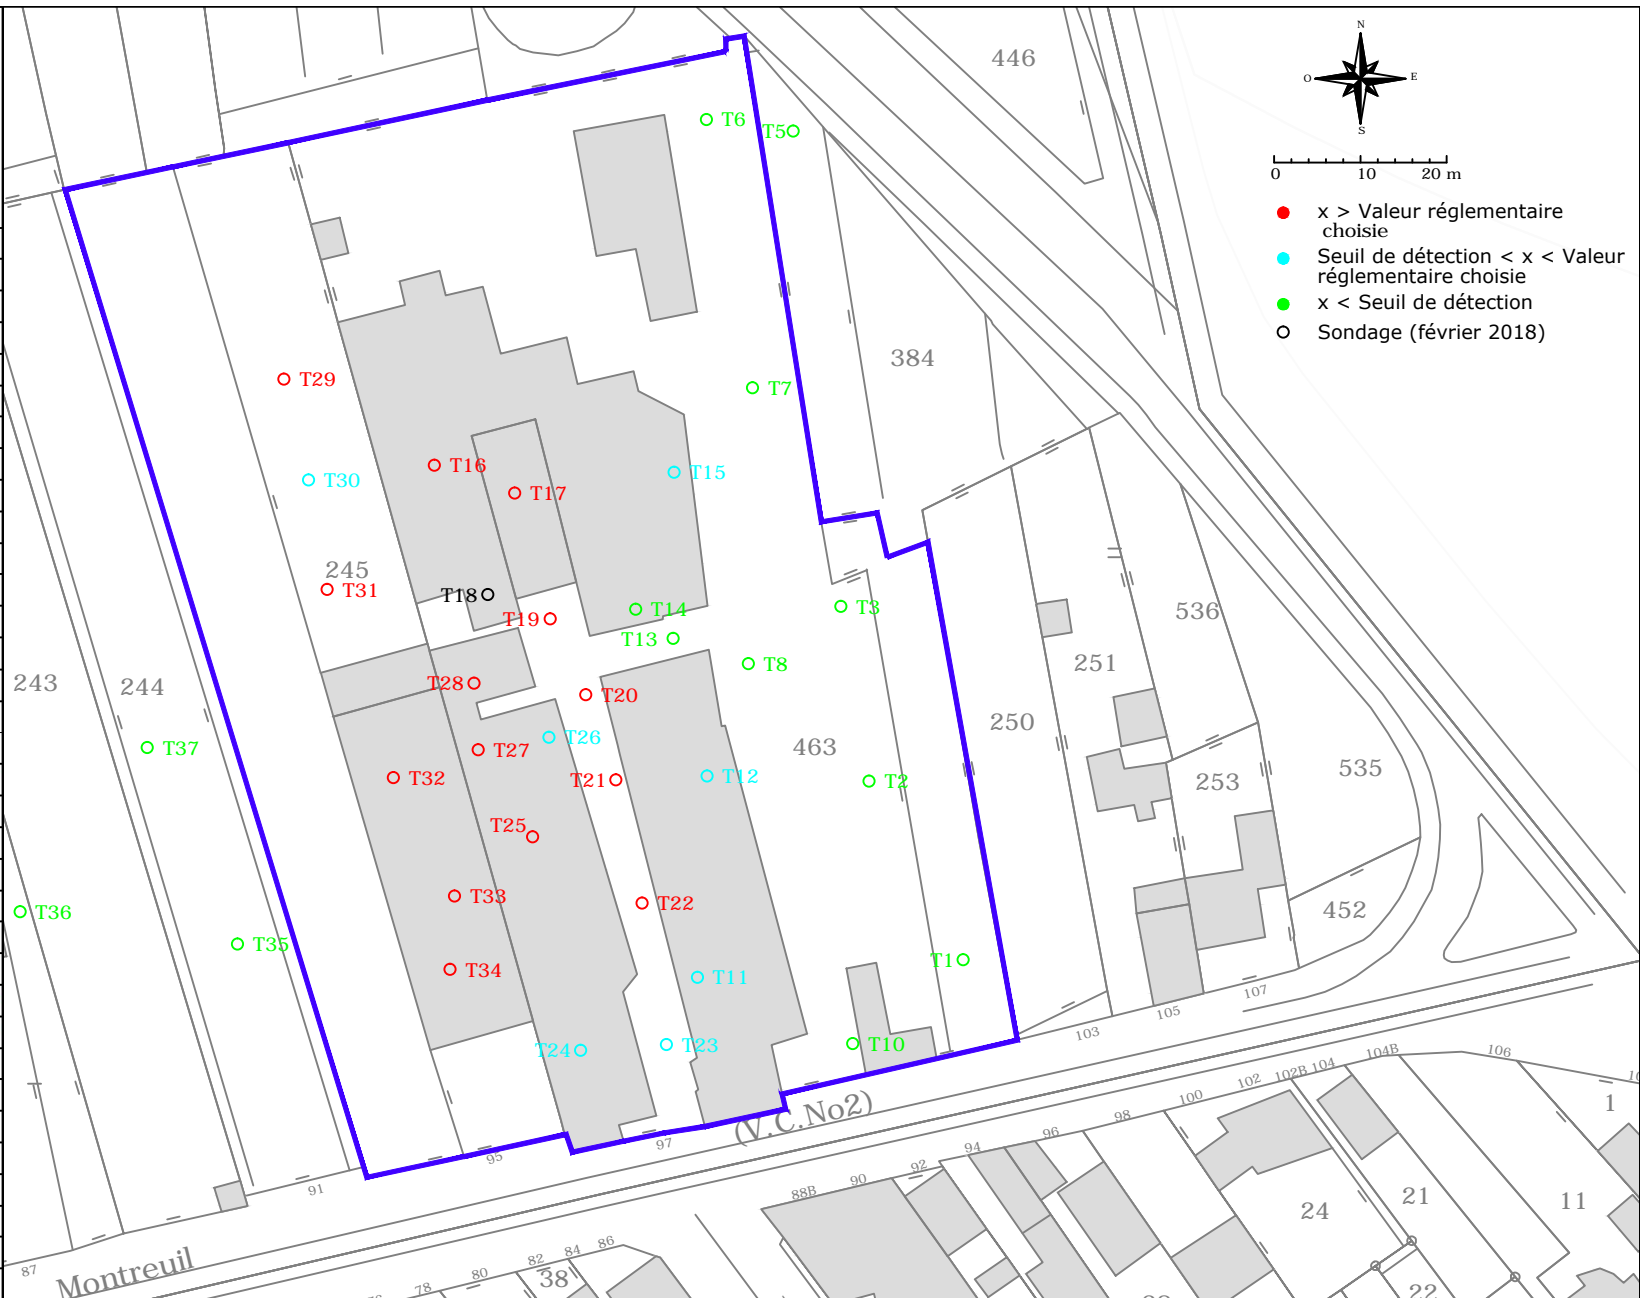 446
N
O
E
S
0 10 20 m
x > Valeur réglementaire
choisie
Seuil de détection < x < Valeur
réglementaire choisie
x < Seuil de détection
Sondage (février 2018)
T6
T5
384
T29
T7
T16
T15
T30
T17
245
T31
T18
T19
T14
T3
T13
536
T8
251
243
244
T28
T20
250
T37
T27
T26
463
T32
T21
T12
T2
535
253
T25
T33
T22
T36
452
T35
T1
T34
T11
107
105
T24
T23
T10
103
106
104B
104
102B
102
100
1
98
(V.C.No2)
97
96
94
95
92
90
88B
91
24
21
11
86
84
82
80
78
38
87
Montreuil
22